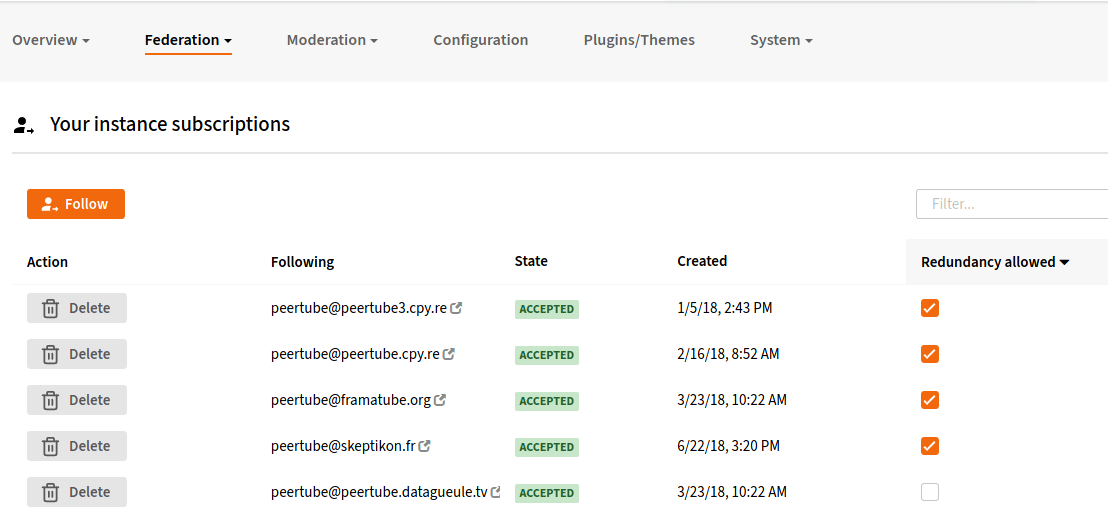 Overview Federation Moderation Configuration Plugins/Themes System
Your instance subscriptions
Follow Filter...
Action Following State Created Redundancy allowed
Delete peertube@peertube3.cpy.re ACCEPTED 1/5/18, 2:43 PM
Delete peertube@peertube.cpy.re ACCEPTED 2/16/18, 8:52 AM
Delete peertube@framatube.org ACCEPTED 3/23/18, 10:22 AM
Delete peertube@skeptikon.fr ACCEPTED 6/22/18, 3:20 PM
Delete peertube@peertube.datagueule.tv ACCEPTED 3/23/18, 10:22 AM